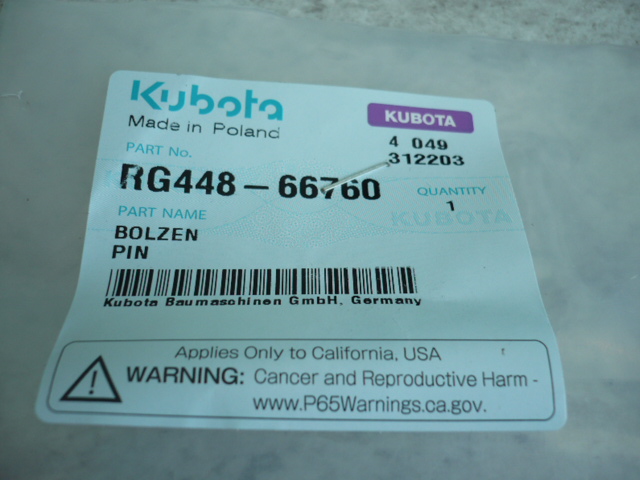 Kubota
KUBOTA
Made in Poland
4 049
312203
PART No.
RG448-66760
QUANTITY
1
KUBOTA
PART NAME
BOLZEN
PIN
Kubota Baumaschinen GmbH, Germany
Applies Only to California, USA
WARNING: Cancer and Reproductive Harm -
www.P65Warnings.ca.gov.